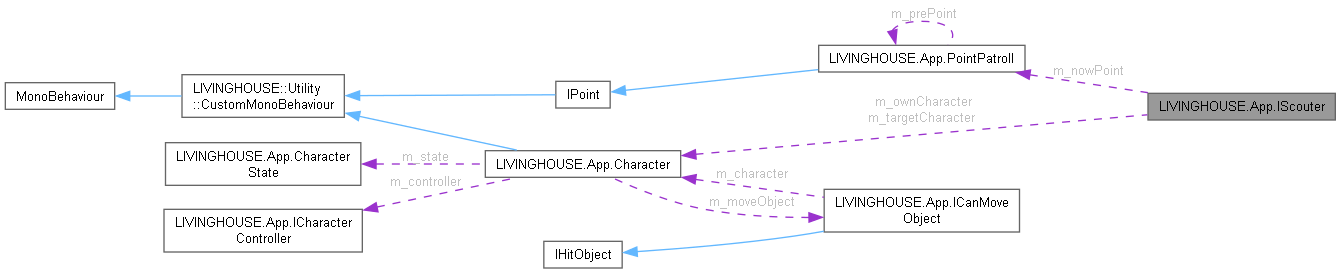 m_prePoint
LIVINGHOUSE.App.PointPatroll
m_nowPoint
MonoBehaviour
LIVINGHOUSE::Utility
::CustomMonoBehaviour
IPoint
LIVINGHOUSE.App.IScouter
m_ownCharacter
m_targetCharacter
LIVINGHOUSE.App.Character
State
m_state
LIVINGHOUSE.App.Character
m_character
m_controller
m_moveObject
LIVINGHOUSE.App.ICanMove
Object
LIVINGHOUSE.App.ICharacter
Controller
IHitObject